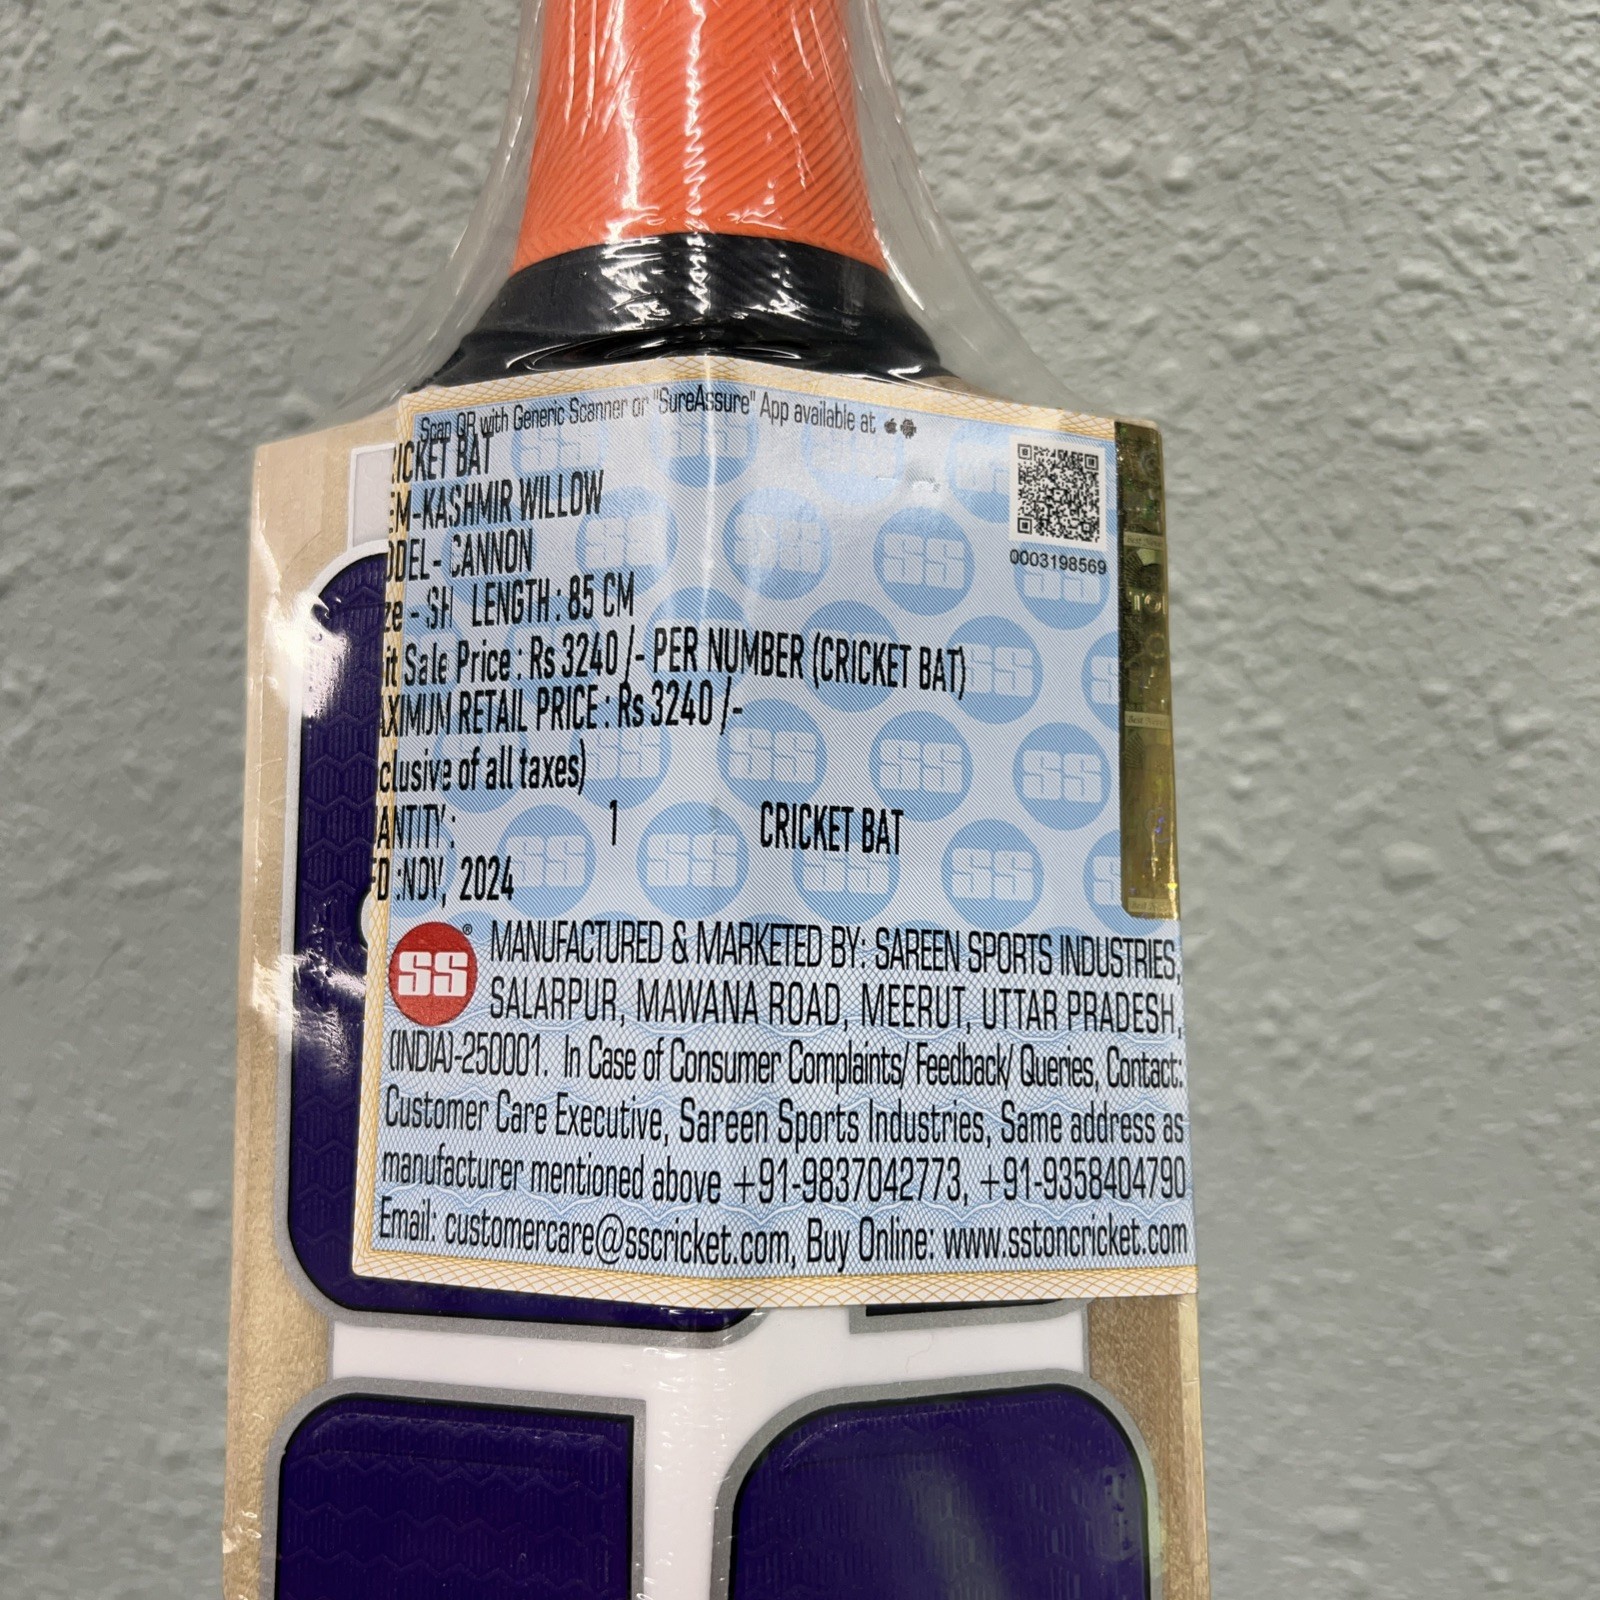 Scan QR with Generic Scanner or "SureAssure" App available at
ICKET BAT
EM-KASHMIR WILLOW
ODEL- CANNON
ze - SH LENGTH : 85 CM
it Sale Price : Rs 3240 /- PER NUMBER (CRICKET BAT)
AXIMUM RETAIL PRICE : Rs 3240 /-
clusive of all taxes)
ANTITY : 1 CRICKET BAT
FD :NOV, 2024
0003198569
SS® MANUFACTURED & MARKETED BY: SAREEN SPORTS INDUSTRIES,
SALARPUR, MAWANA ROAD, MEERUT, UTTAR PRADESH,
(INDIA)-250001. In Case of Consumer Complaints/ Feedback/ Queries, Contact:
Customer Care Executive, Sareen Sports Industries, Same address as
manufacturer mentioned above +91-9837042773, +91-9358404790
Email: customercare@sscricket.com, Buy Online: www.sstoncricket.com